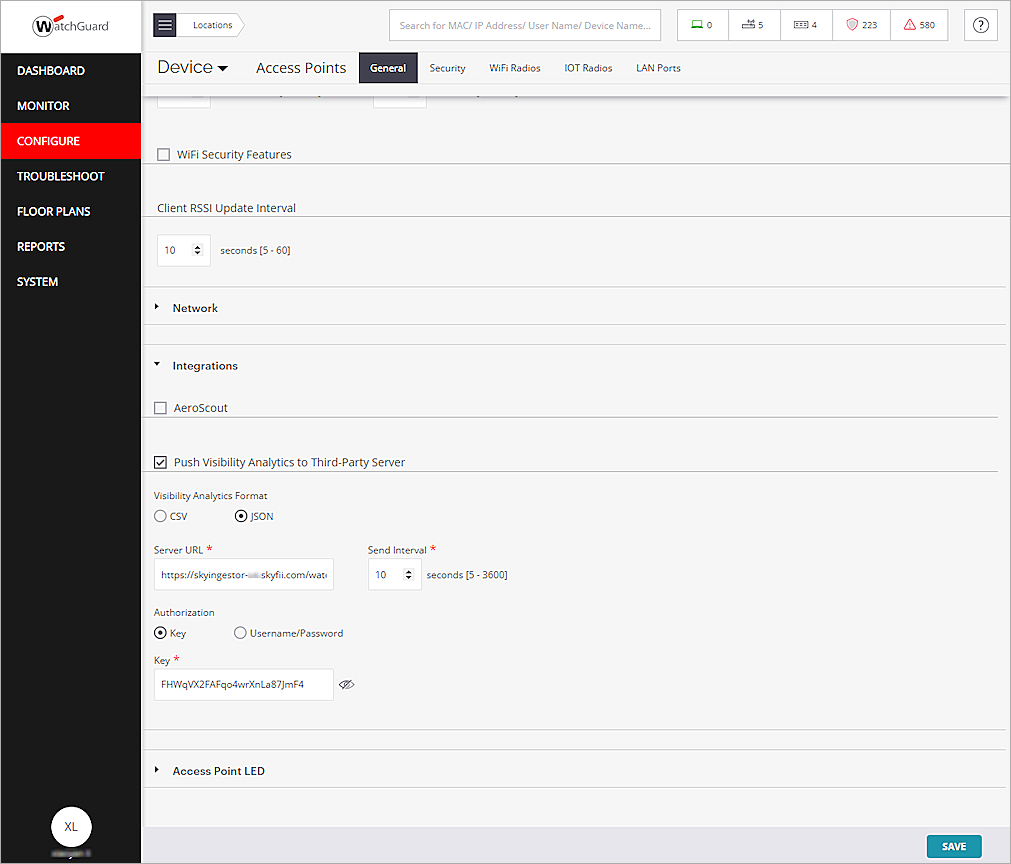 WatchGuard
Locations
Search for MAC/ IP Address/ User Name/ Device Name...
0
5
4
223
580
?
DASHBOARD
MONITOR
CONFIGURE
TROUBLESHOOT
FLOOR PLANS
REPORTS
SYSTEM
XL
Device
Access Points
General
Security
WiFi Radios
IOT Radios
LAN Ports
WiFi Security Features
Client RSSI Update Interval
10 seconds [5 - 60]
Network
Integrations
AeroScout
Push Visibility Analytics to Third-Party Server
Visibility Analytics Format
CSV JSON
Server URL * Send Interval *
https://skyingestor- .skyfii.com/wat 10 seconds [5 - 3600]
Authorization
Key Username/Password
Key *
FHWqVX2FAFqo4wrXnLa87JmF4
Access Point LED
SAVE